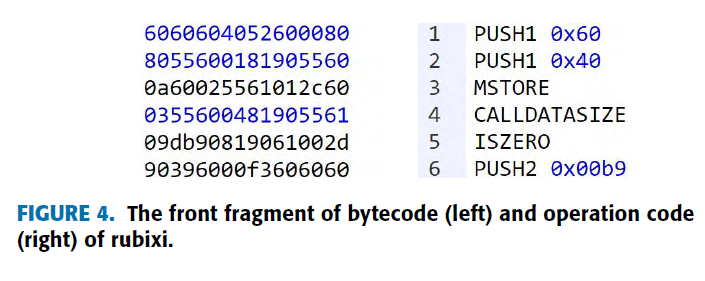 6060604052600080
8055600181905560
0a60025561012c60
0355600481905561
09db90819061002d
90396000f3606060
1 PUSH1 0x60
2 PUSH1 0x40
3 MSTORE
4 CALLDATASIZE
5 ISZERO
6 PUSH2 0x00b9
FIGURE 4. The front fragment of bytecode (left) and operation code
(right) of rubixi.